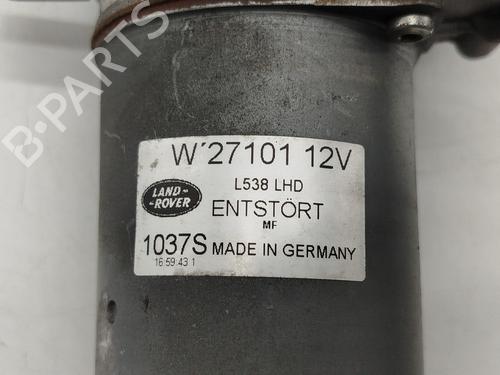 B-PARTS
W´27101 12V
L538 LHD
LAND-
-ROVER
ENTSTÖRT
MF
1037S MADE IN GERMANY
16:59:43 1